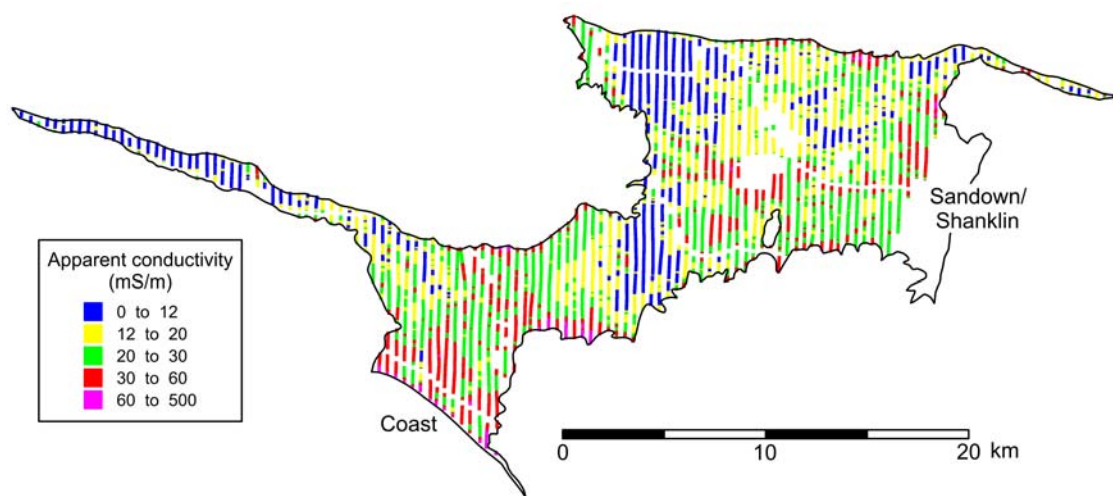 Sandown/
Shanklin
Apparent conductivity
(mS/m)
0 to 12
12 to 20
20 to 30
30 to 60
60 to 500
Coast
0 10 20 km